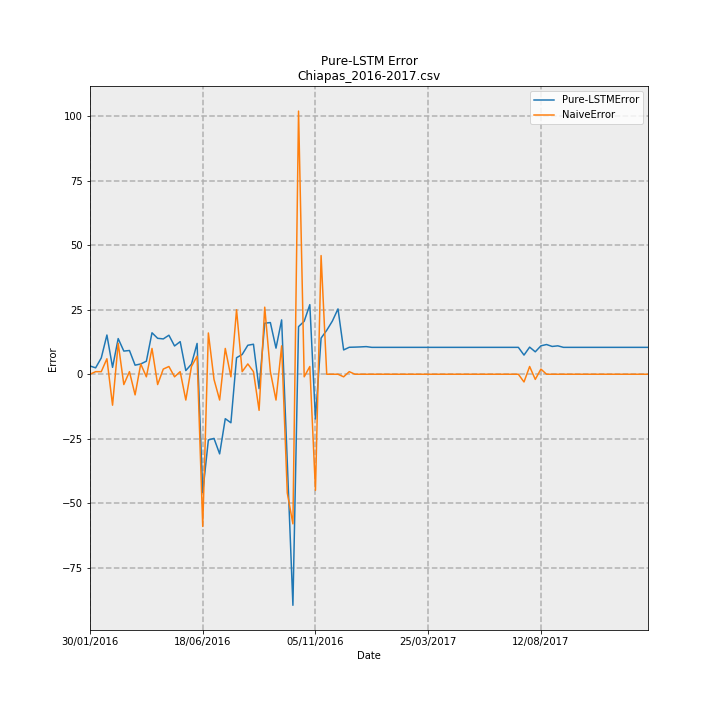 Pure-LSTM Error
Chiapas_2016-2017.csv
Pure-LSTMError
NaiveError
100
75
50
25
0
−25
−50
−75
Error
30/01/2016 18/06/2016 05/11/2016 25/03/2017 12/08/2017
Date